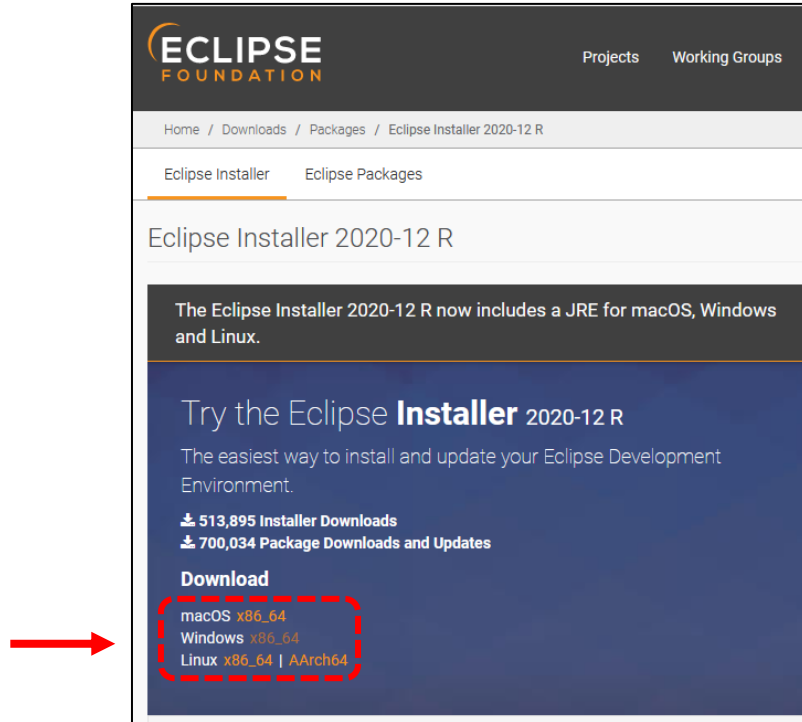 ECLIPSE
FOUNDATION
Projects Working Groups
Home / Downloads / Packages / Eclipse Installer 2020-12 R
Eclipse Installer Eclipse Packages
Eclipse Installer 2020-12 R
The Eclipse Installer 2020-12 R now includes a JRE for macOS, Windows
and Linux.
Try the Eclipse Installer 2020-12 R
The easiest way to install and update your Eclipse Development
Environment.
513,895 Installer Downloads
700,034 Package Downloads and Updates
Download
macOS x86_64
Windows x86_64
Linux x86_64 | AArch64